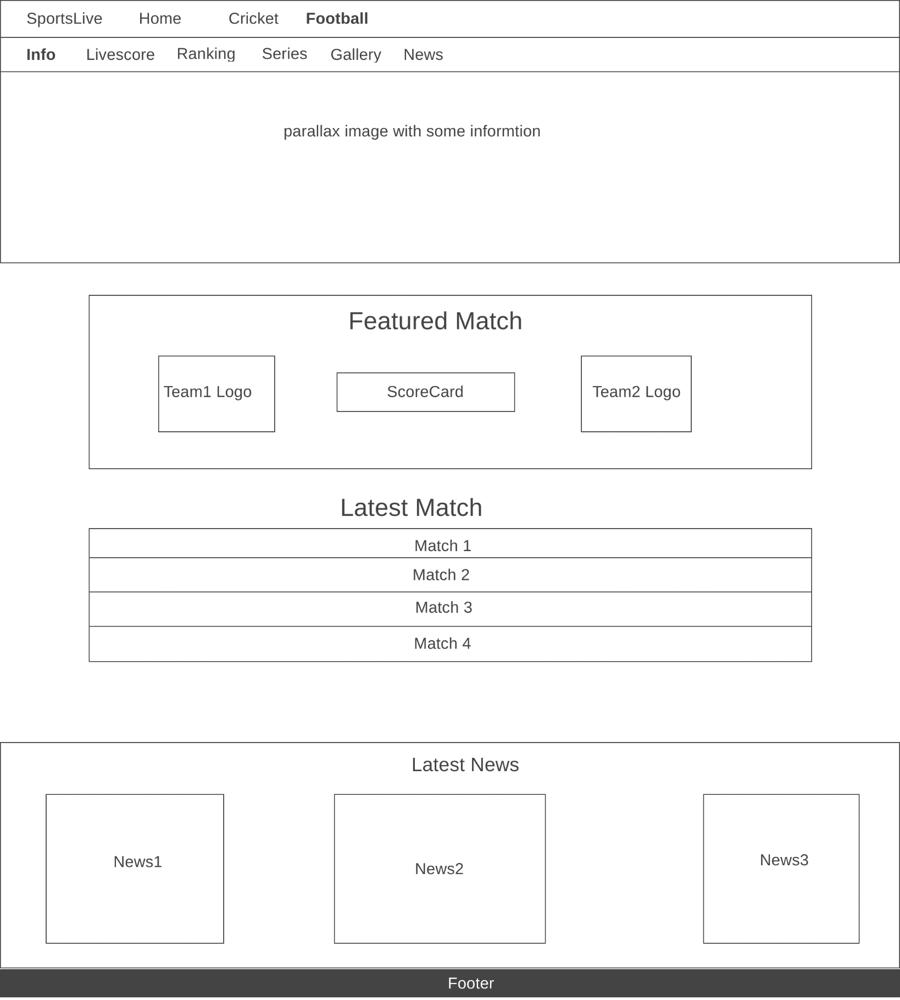 SportsLive Home Cricket Football
Info Livescore Ranking Series Gallery News
parallax image with some informtion
Featured Match
Team1 Logo ScoreCard Team2 Logo
Latest Match
Match 1
Match 2
Match 3
Match 4
Latest News
News1 News2 News3
Footer